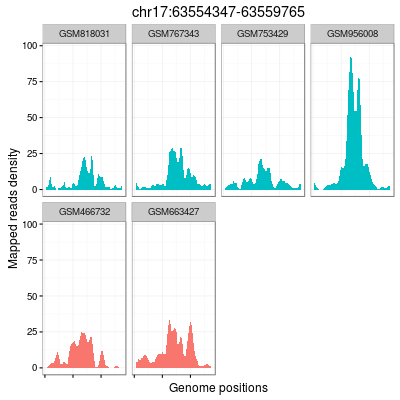 chr17:63554347-63559765
GSM818031 GSM767343 GSM753429 GSM956008
100
75
50
25
0
GSM466732 GSM663427
100
75
50
25
0
Mapped reads density
Genome positions